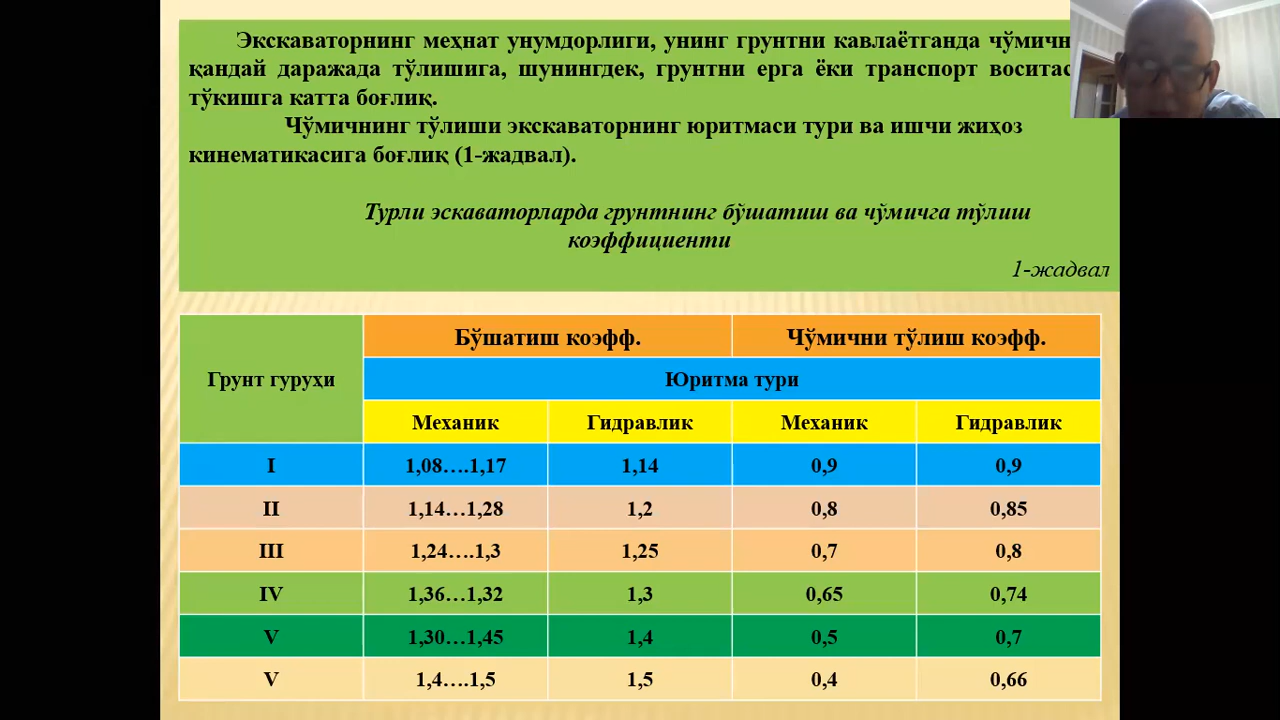 Экскаваторнинг меҳнат унумдорлиги, унинг грунтни кавлаётганда
қандай даражада тўлишига, шунингдек, грунтни ерга ёки транспорт
тўкишга катта боғлиқ.
Чўмичнинг тўлиши экскаваторнинг юритмаси тури ва ишчи жиҳоз
кинематикасига боғлиқ (1-жадвал).
Турли эскаваторларда грунтнинг бўшатиш ва чўмичга тўлиш
коэффициенти
1-жадвал
Грунт гуруҳи
Бўшатиш коэфф. Чўмични тўлиш коэфф.
Юритма тури
Механик Гидравлик Механик Гидравлик
I 1,08….1,17 1,14 0,9 0,9
II 1,14…1,28 1,2 0,8 0,85
III 1,24….1,3 1,25 0,7 0,8
IV 1,36…1,32 1,3 0,65 0,74
V 1,30…1,45 1,4 0,5 0,7
V 1,4….1,5 1,5 0,4 0,66